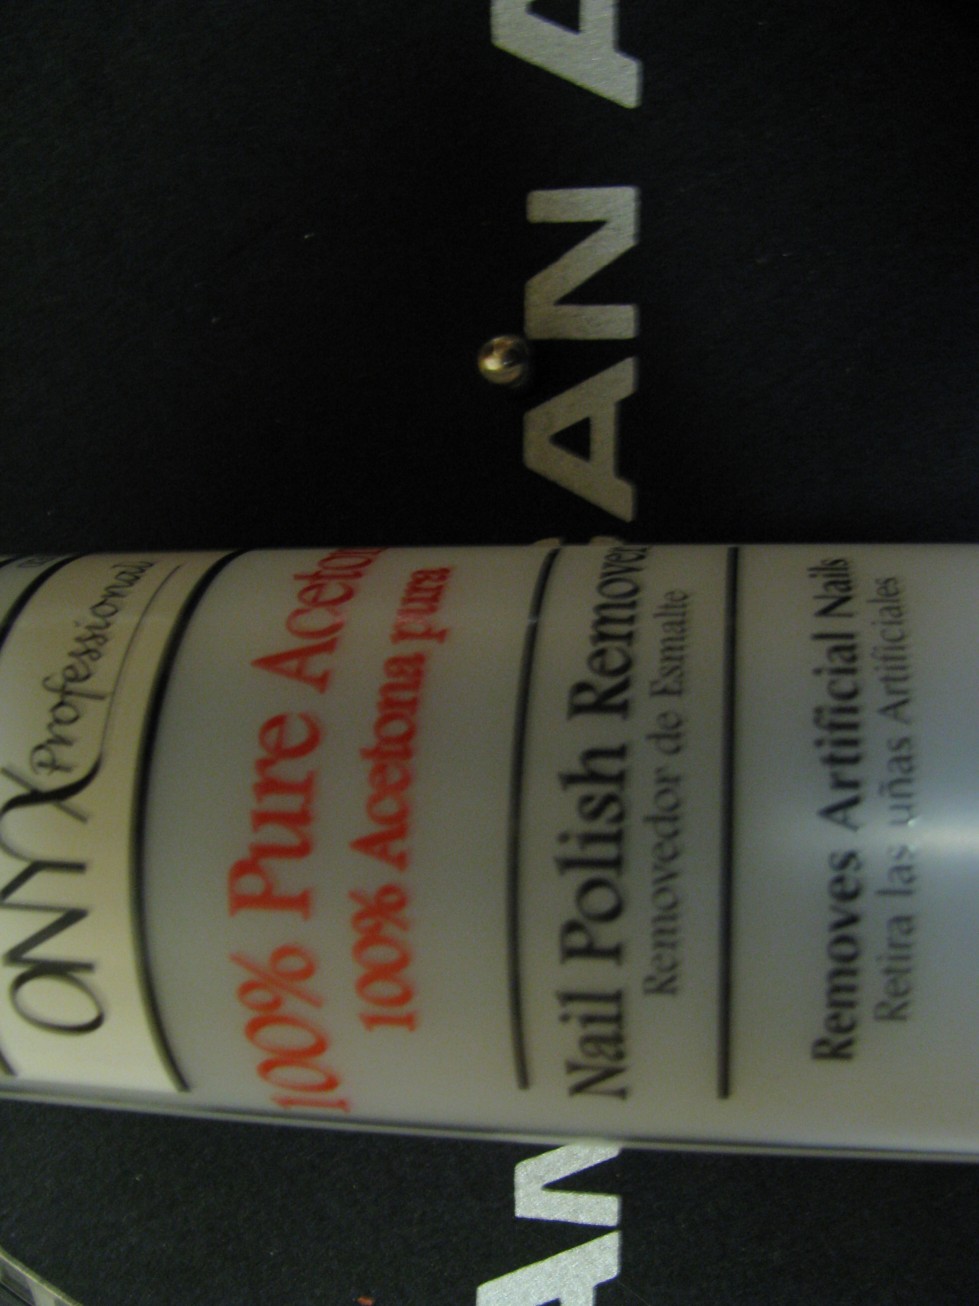 ONYX Professional
100% Pure Aceton
100% Acetona pura
Nail Polish Remover
Removedor de Esmalte
Removes Artificial Nails
Retira las uñas Artificiales
AN
AN A